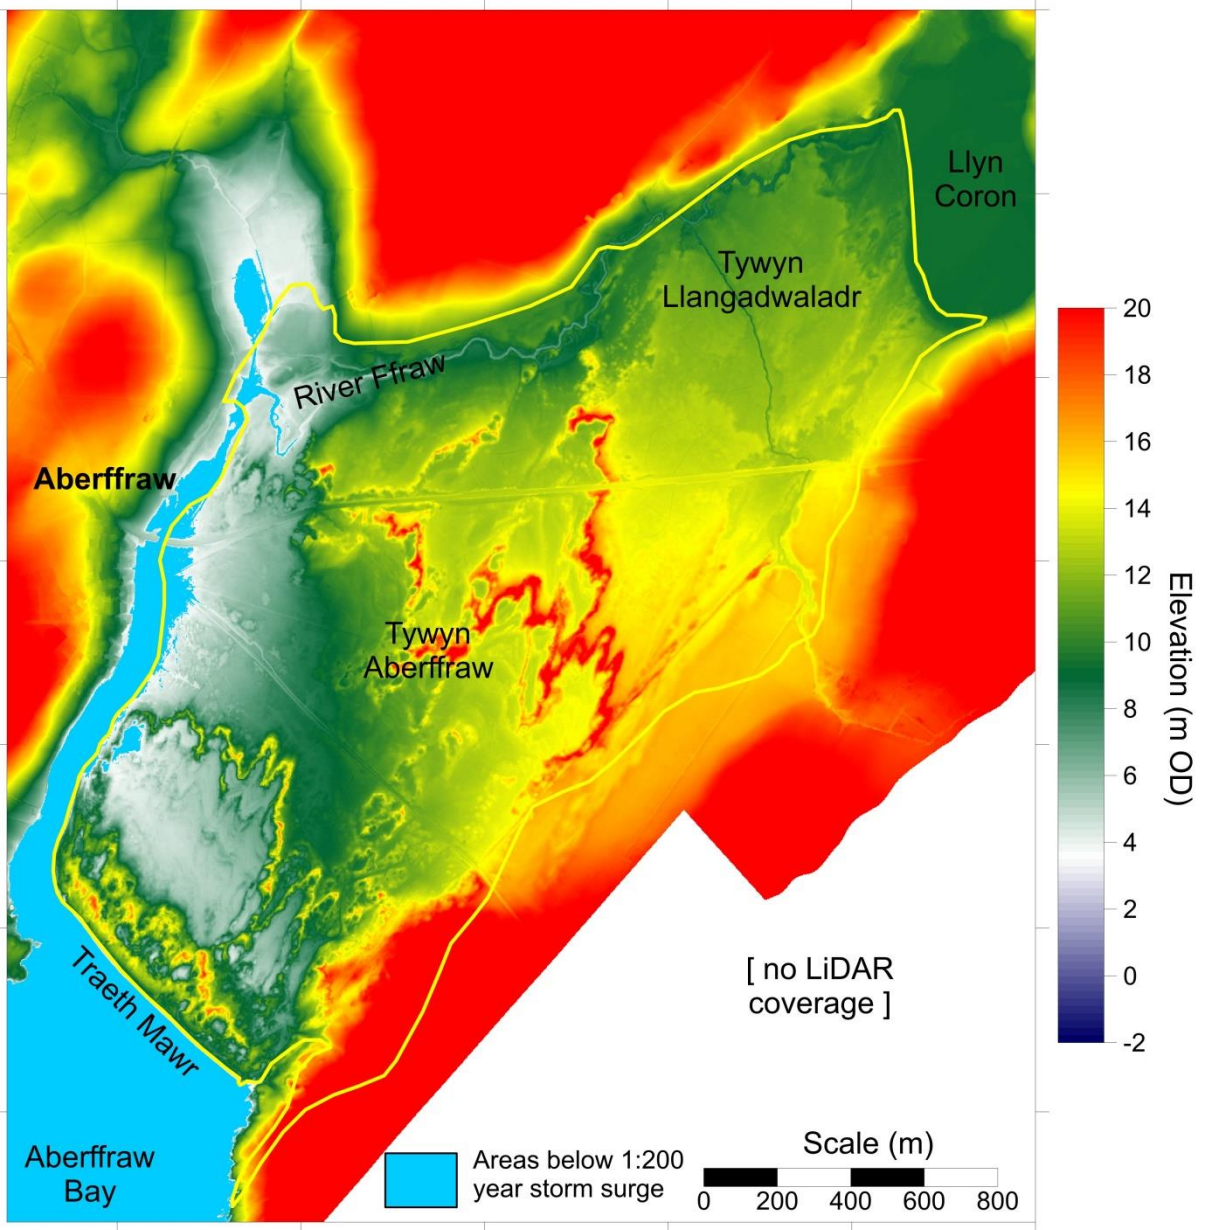 Llyn
Coron
Tywyn
Llangadwaladr
River Ffraw
Aberffraw
Tywyn
Aberffraw
Traeth Mawr
Aberffraw
Bay
[ no LiDAR
coverage ]
Areas below 1:200
year storm surge
Scale (m)
0 200 400 600 800
20
18
16
14
12
10
8
6
4
2
0
-2
Elevation (m OD)